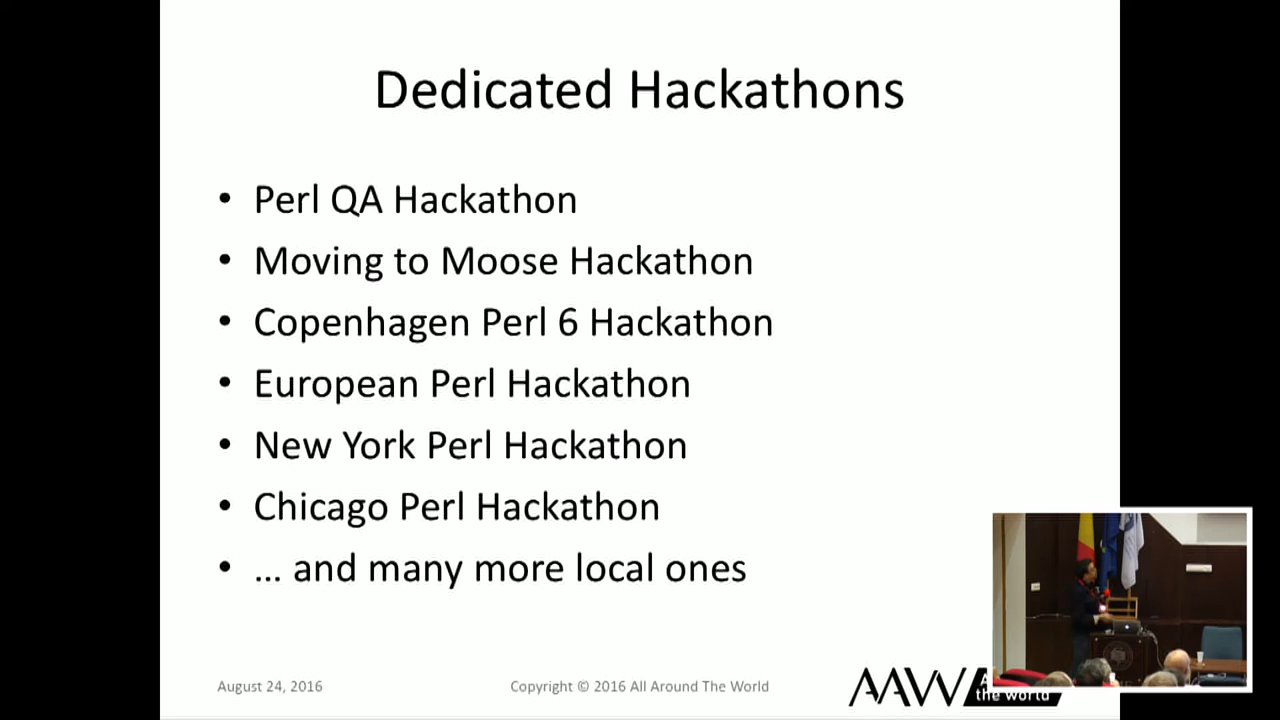 Dedicated Hackathons
• Perl QA Hackathon
• Moving to Moose Hackathon
• Copenhagen Perl 6 Hackathon
• European Perl Hackathon
• New York Perl Hackathon
• Chicago Perl Hackathon
• ... and many more local ones
August 24, 2016
Copyright © 2016 All Around The World
AAW
the world